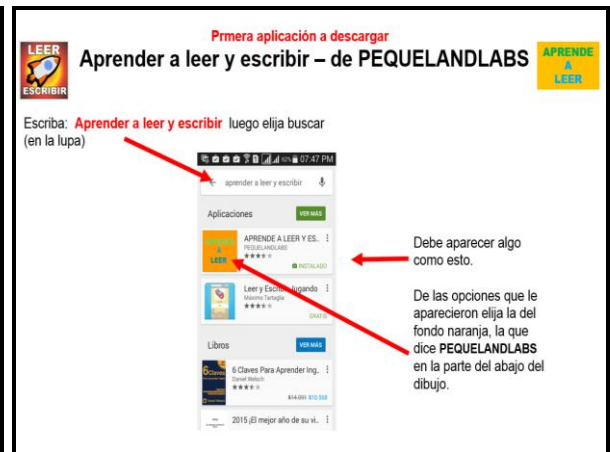 Prmera aplicación a descargar
LEER
ESCRIBIR
Aprender a leer y escribir – de PEQUELANDLABS
APRENDE
A
LEER
Escriba: Aprender a leer y escribir luego elija buscar
(en la lupa)
07:47 PM
aprender a leer y escribir
Aplicaciones
VER MÁS
APRENDE
A
LEER
APRENDE A LEER Y ES..
PEQUELANDLABS
INSTALADO
Leer y Escribir Jugando
Máximo Tartaglia
GRATIS
Libros
VER MÁS
6 Claves Para Aprender Ing..
Daniel Welsch
2015 ¡El mejor año de su vi..
Debe aparecer algo
como esto.
De las opciones que le
aparecieron elija la del
fondo naranja, la que
dice PEQUELANDLABS
en la parte del abajo del
dibujo.